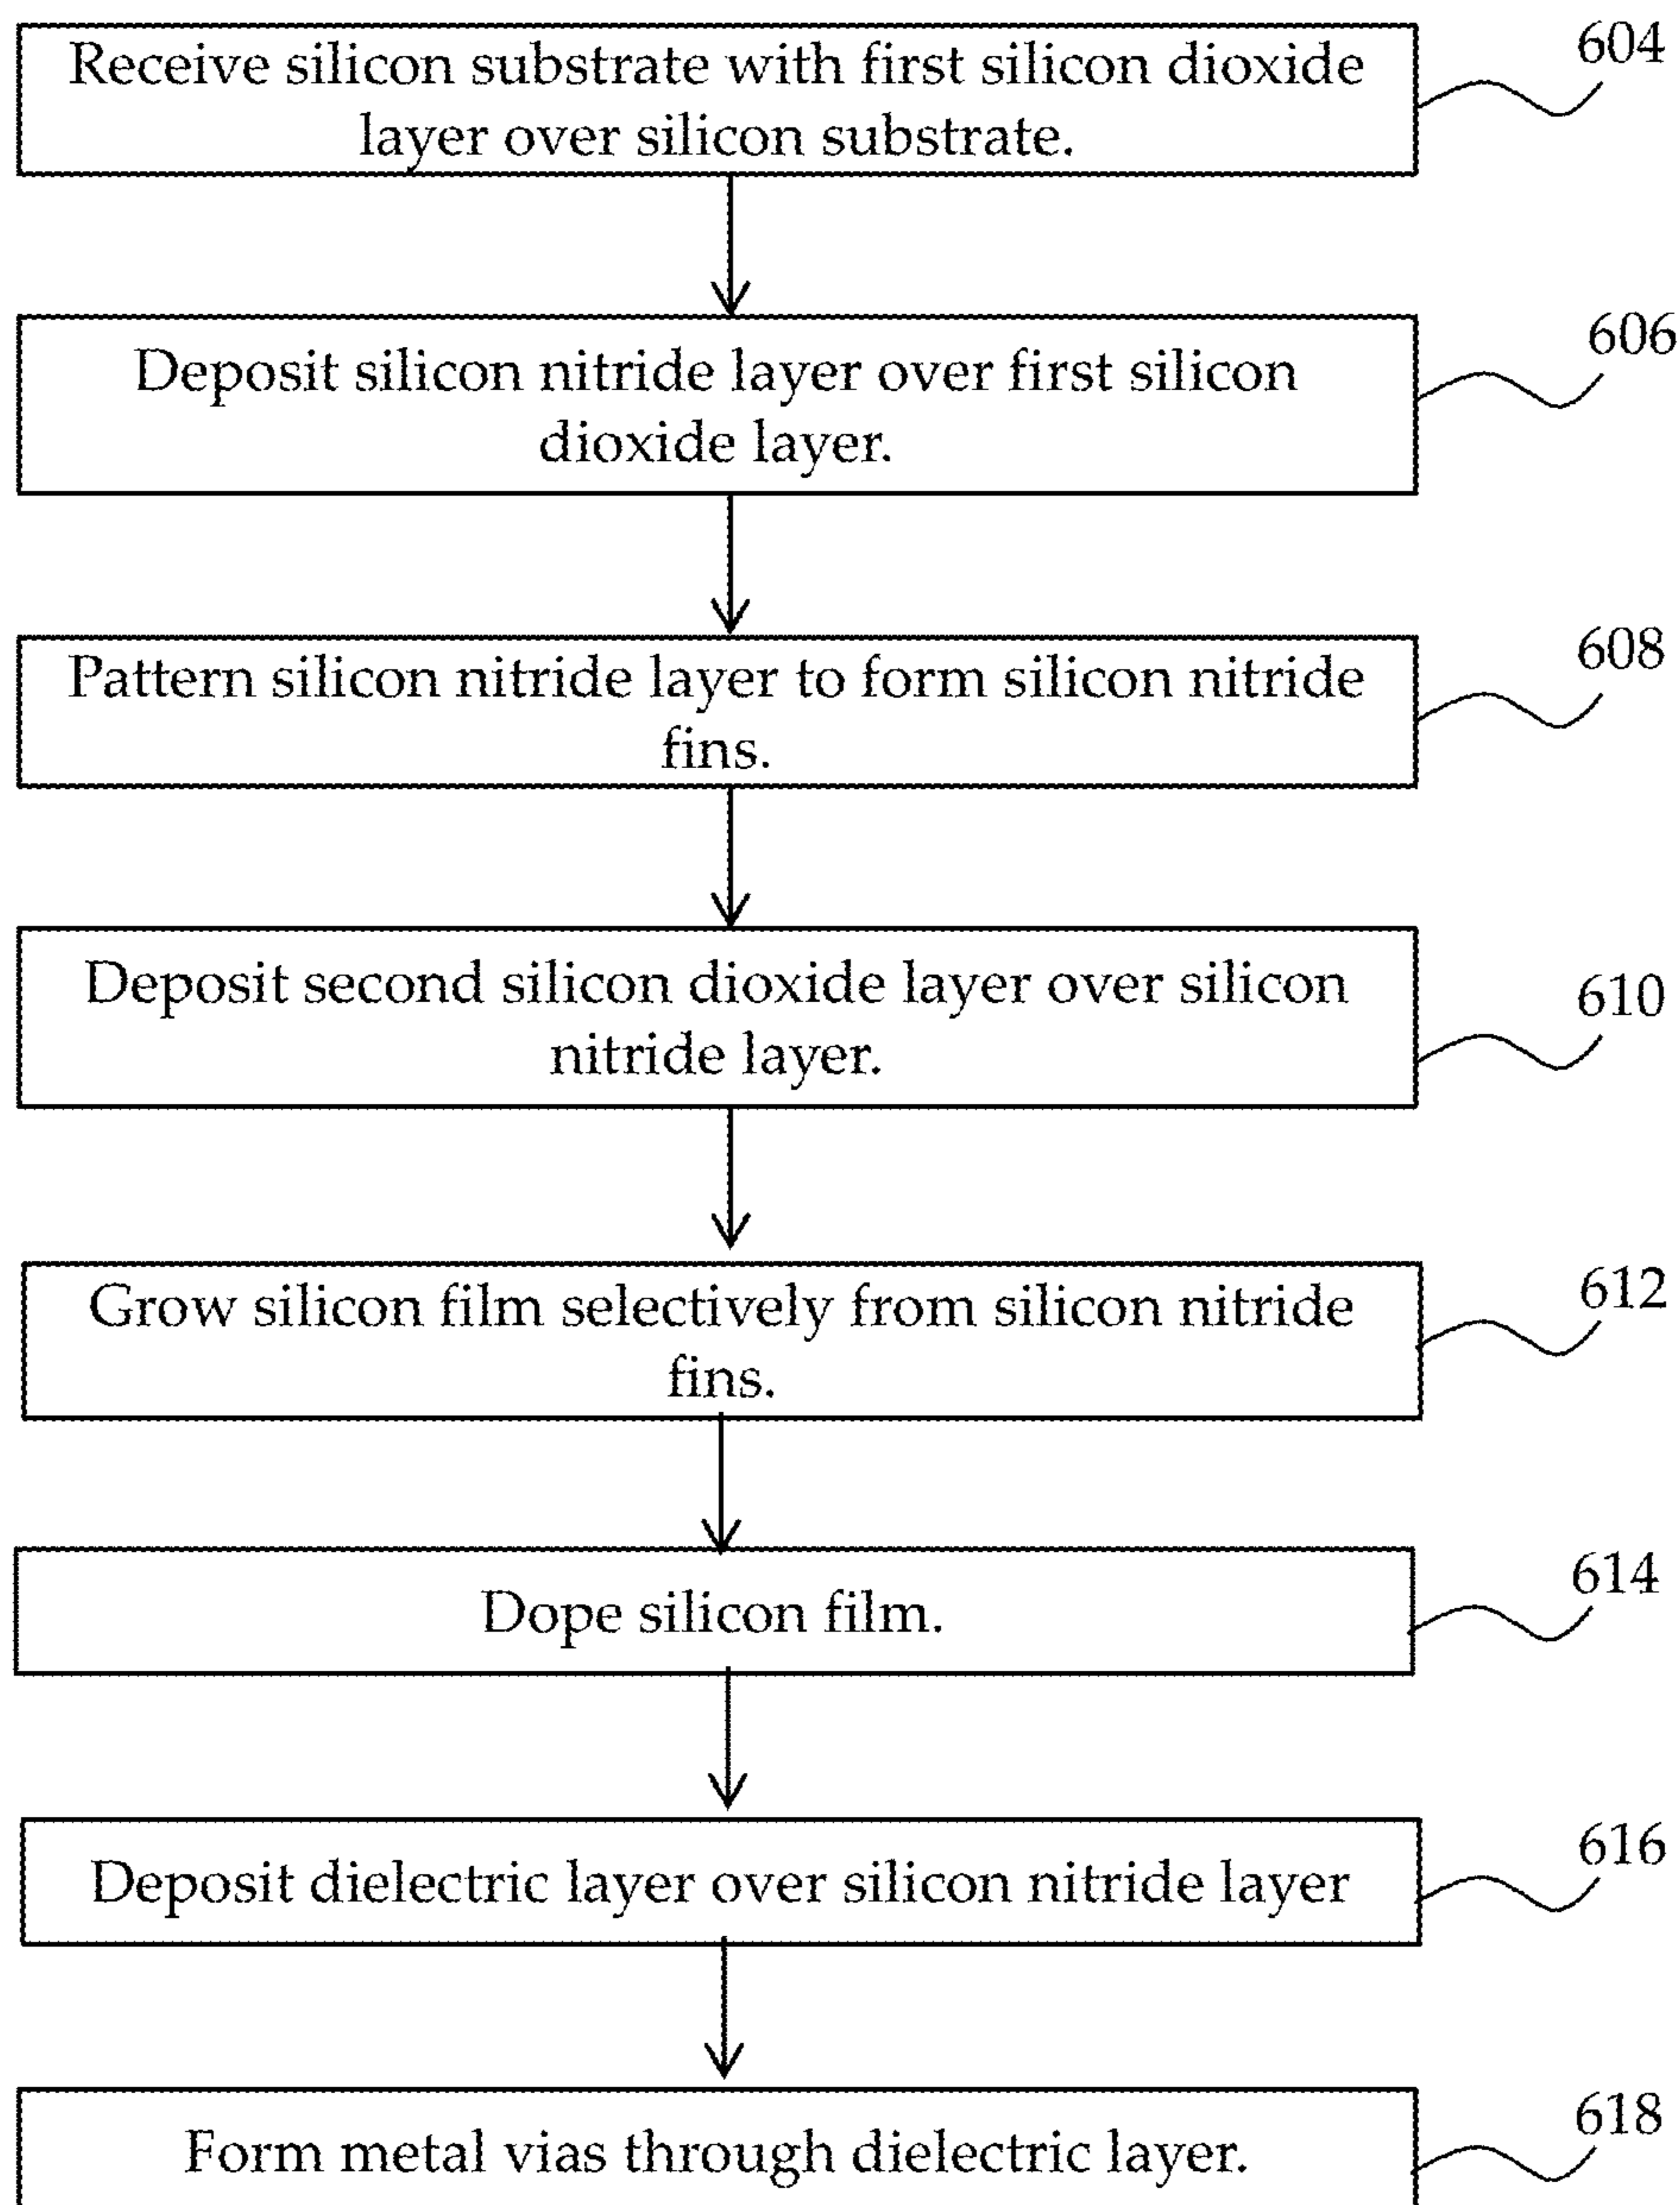 Receive silicon substrate with first silicon dioxide
layer over silicon substrate.
604
Deposit silicon nitride layer over first silicon
dioxide layer.
606
Pattern silicon nitride layer to form silicon nitride
fins.
608
Deposit second silicon dioxide layer over silicon
nitride layer.
610
Grow silicon film selectively from silicon nitride
fins.
612
Dope silicon film.
614
Deposit dielectric layer over silicon nitride layer
616
Form metal vias through dielectric layer.
618